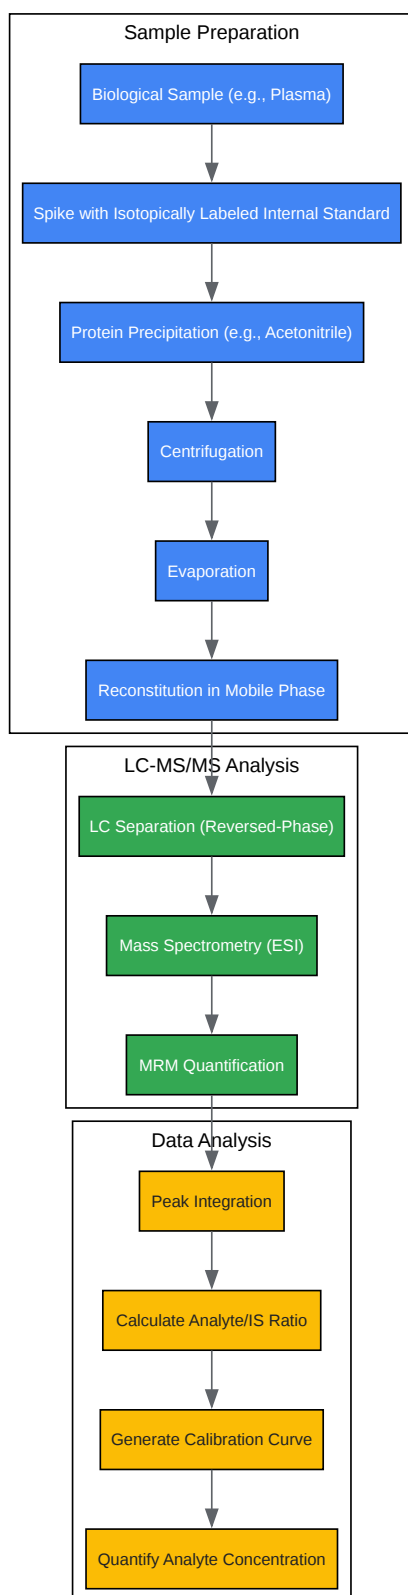 Sample Preparation
Biological Sample (e.g., Plasma)
Spike with Isotopically Labeled Internal Standard
Protein Precipitation (e.g., Acetonitrile)
Centrifugation
Evaporation
Reconstitution in Mobile Phase
LC-MS/MS Analysis
LC Separation (Reversed-Phase)
Mass Spectrometry (ESI)
MRM Quantification
Data Analysis
Peak Integration
Calculate Analyte/IS Ratio
Generate Calibration Curve
Quantify Analyte Concentration